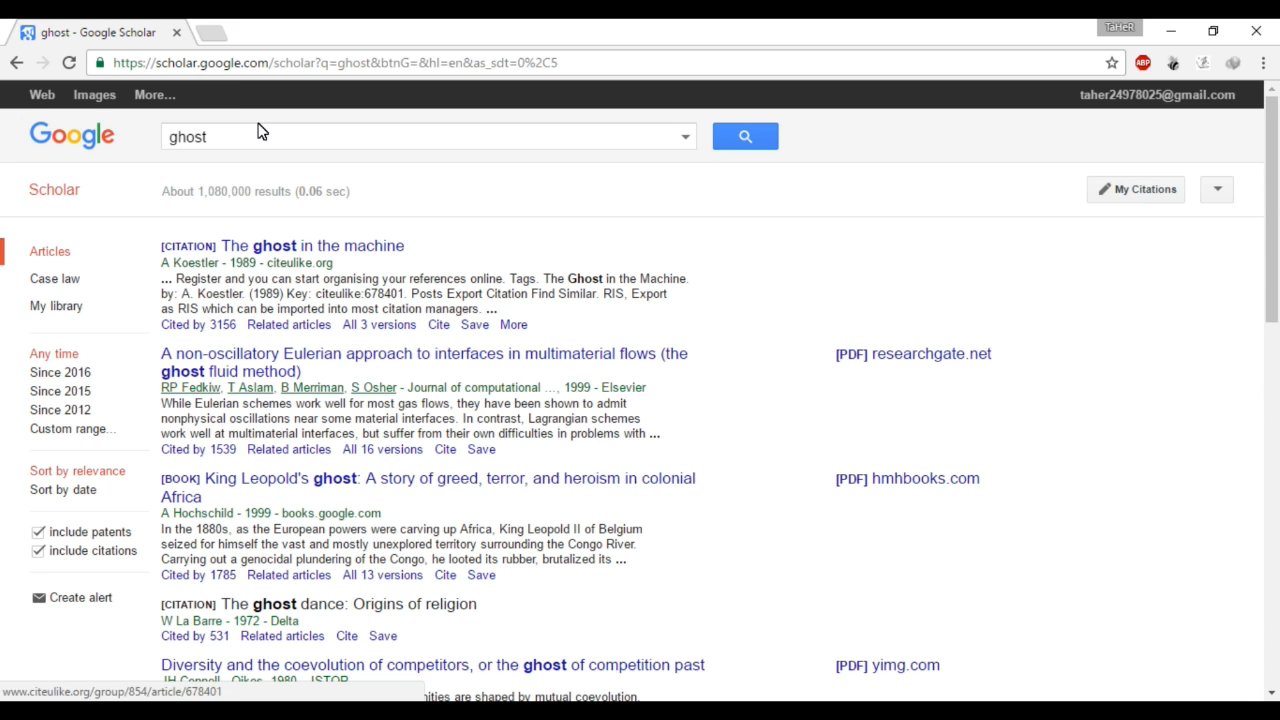 ghost - Google Scholar
TaHeR
https://scholar.google.com/scholar?q=ghost&btnG=&hl=en&as_sdt=0%2C5
ABP
Web Images More...
taher24978025@gmail.com
Google
ghost
Scholar
About 1,080,000 results (0.06 sec)
My Citations
Articles
Case law
My library
Any time
Since 2016
Since 2015
Since 2012
Custom range...
Sort by relevance
Sort by date
include patents
include citations
Create alert
[CITATION] The ghost in the machine
A Koestler - 1989 - citeulike.org
... Register and you can start organising your references online. Tags. The Ghost in the Machine.
by: A. Koestler. (1989) Key: citeulike:678401. Posts Export Citation Find Similar. RIS, Export
as RIS which can be imported into most citation managers. ...
Cited by 3156 Related articles All 3 versions Cite Save More
A non-oscillatory Eulerian approach to interfaces in multimaterial flows (the
ghost fluid method)
[PDF] researchgate.net
RP Fedkiw, T Aslam, B Merriman, S Osher - Journal of computational ..., 1999 - Elsevier
While Eulerian schemes work well for most gas flows, they have been shown to admit
nonphysical oscillations near some material interfaces. In contrast, Lagrangian schemes
work well at multimaterial interfaces, but suffer from their own difficulties in problems with ...
Cited by 1539 Related articles All 16 versions Cite Save
[BOOK] King Leopold's ghost: A story of greed, terror, and heroism in colonial
Africa
[PDF] hmhbooks.com
A Hochschild - 1999 - books.google.com
In the 1880s, as the European powers were carving up Africa, King Leopold II of Belgium
seized for himself the vast and mostly unexplored territory surrounding the Congo River.
Carrying out a genocidal plundering of the Congo, he looted its rubber, brutalized its ...
Cited by 1785 Related articles All 13 versions Cite Save
[CITATION] The ghost dance: Origins of religion
W La Barre - 1972 - Delta
Cited by 531 Related articles Cite Save
Diversity and the coevolution of competitors, or the ghost of competition past
[PDF] yimg.com
JH Connell - Oikos, 1980 - JSTOR
are shaped by mutual coevolution.
www.citeulike.org/group/854/article/678401